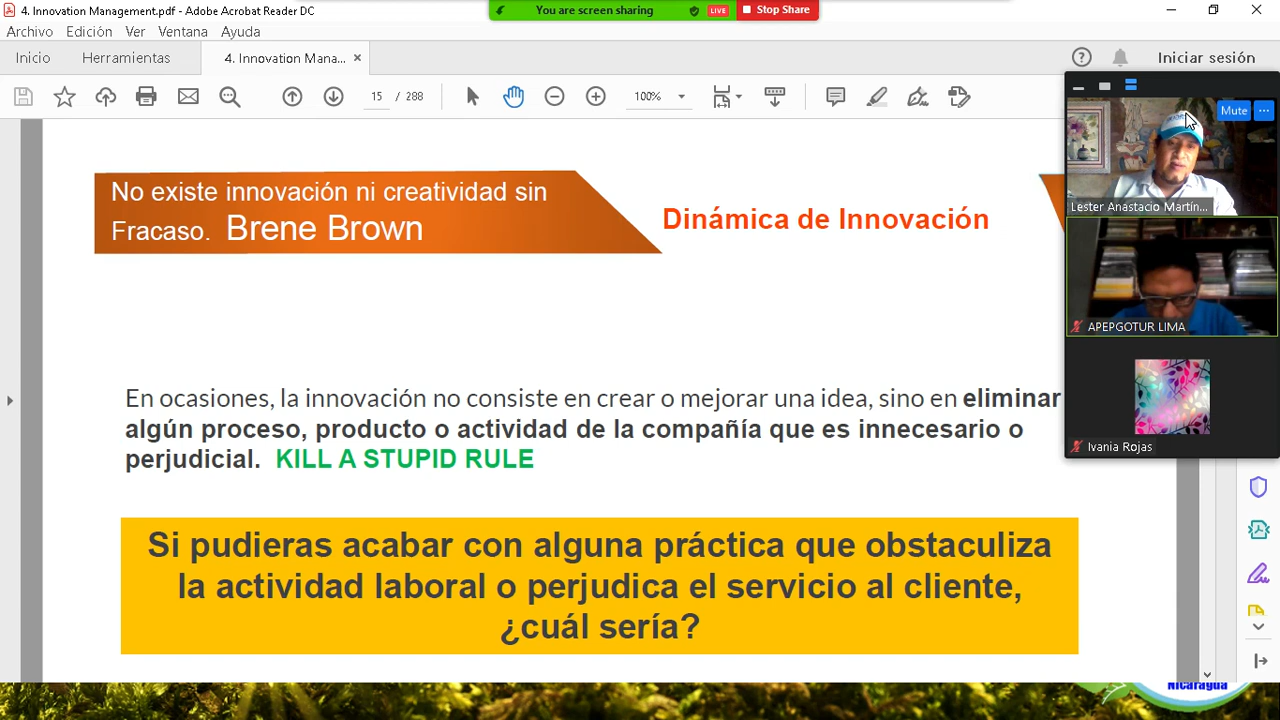 4. Innovation Management.pdf - Adobe Acrobat Reader DC
You are screen sharing
LIVE
Stop Share
Archivo Edición Ver Ventana Ayuda
Inicio
Herramientas
4. Innovation Mana...
Iniciar sesión
15
288
100%
Mute
Lester Anastacio Martín...
APEPGOTUR LIMA
Ivania Rojas
No existe innovación ni creatividad sin
Fracaso. Brene Brown
Dinámica de Innovación
En ocasiones, la innovación no consiste en crear o mejorar una idea, sino en eliminar
algún proceso, producto o actividad de la compañía que es innecesario o
perjudicial. KILL A STUPID RULE
Si pudieras acabar con alguna práctica que obstaculiza
la actividad laboral o perjudica el servicio al cliente,
¿cuál sería?
Nicaragua